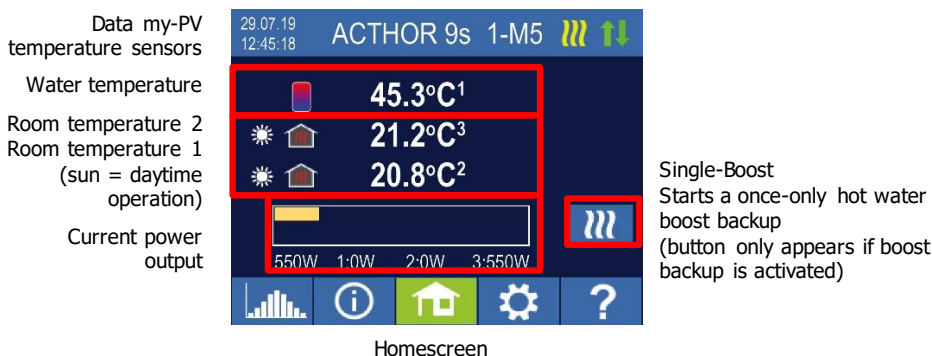 Data my-PV
temperature sensors
Water temperature
Room temperature 2
Room temperature 1
(sun = daytime
operation)
Current power
output
29.07.19
12:45:18
ACTHOR 9s 1-M5
45.3°C¹
21.2°C³
20.8°C²
550W 1:0W 2:0W 3:550W
i
?
Single-Boost
Starts a once-only hot water
boost backup
(button only appears if boost
backup is activated)
Homescreen